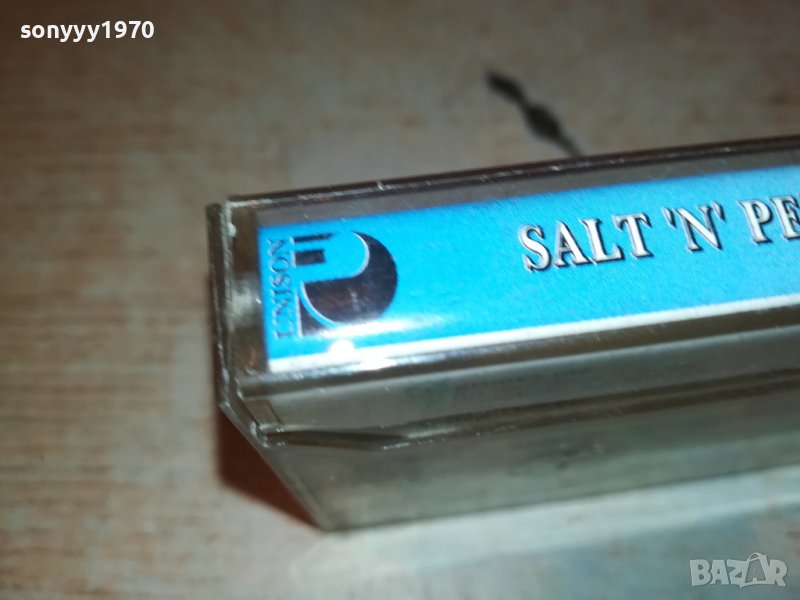 sonyyy1970
UNISON
SALT 'N' PE
BAZAR